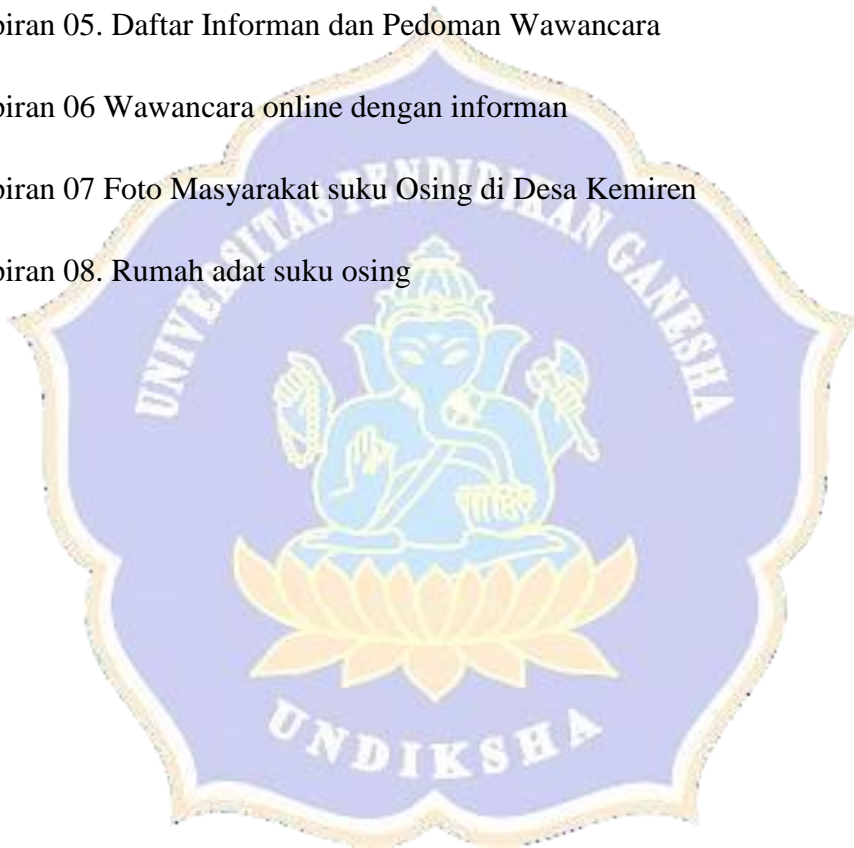 piran 05. Daftar Informan dan Pedoman Wawancara
piran 06 Wawancara online dengan informan
piran 07 Foto Masyarakat suku Osing di Desa Kemiren
piran 08. Rumah adat suku osing
UNIVERSITAS PENDIDIKAN GANESHA
UNDIKSHA